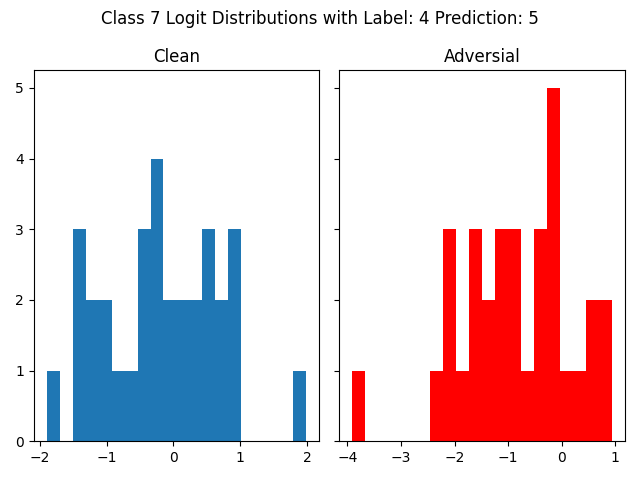 Class 7 Logit Distributions with Label: 4 Prediction: 5
Clean
Adversial
5
4
3
2
1
0
−2 −1 0 1 2
−4 −3 −2 −1 0 1